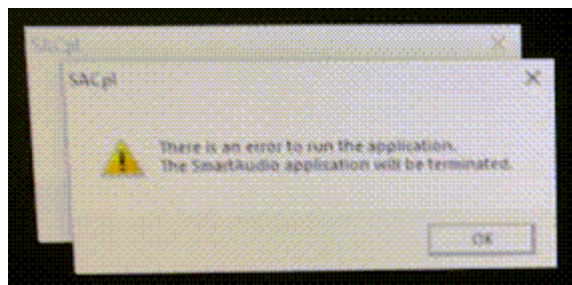 SACpl
SACpl
There is an error to run the application.
The SmartAudio application will be terminated.
OK